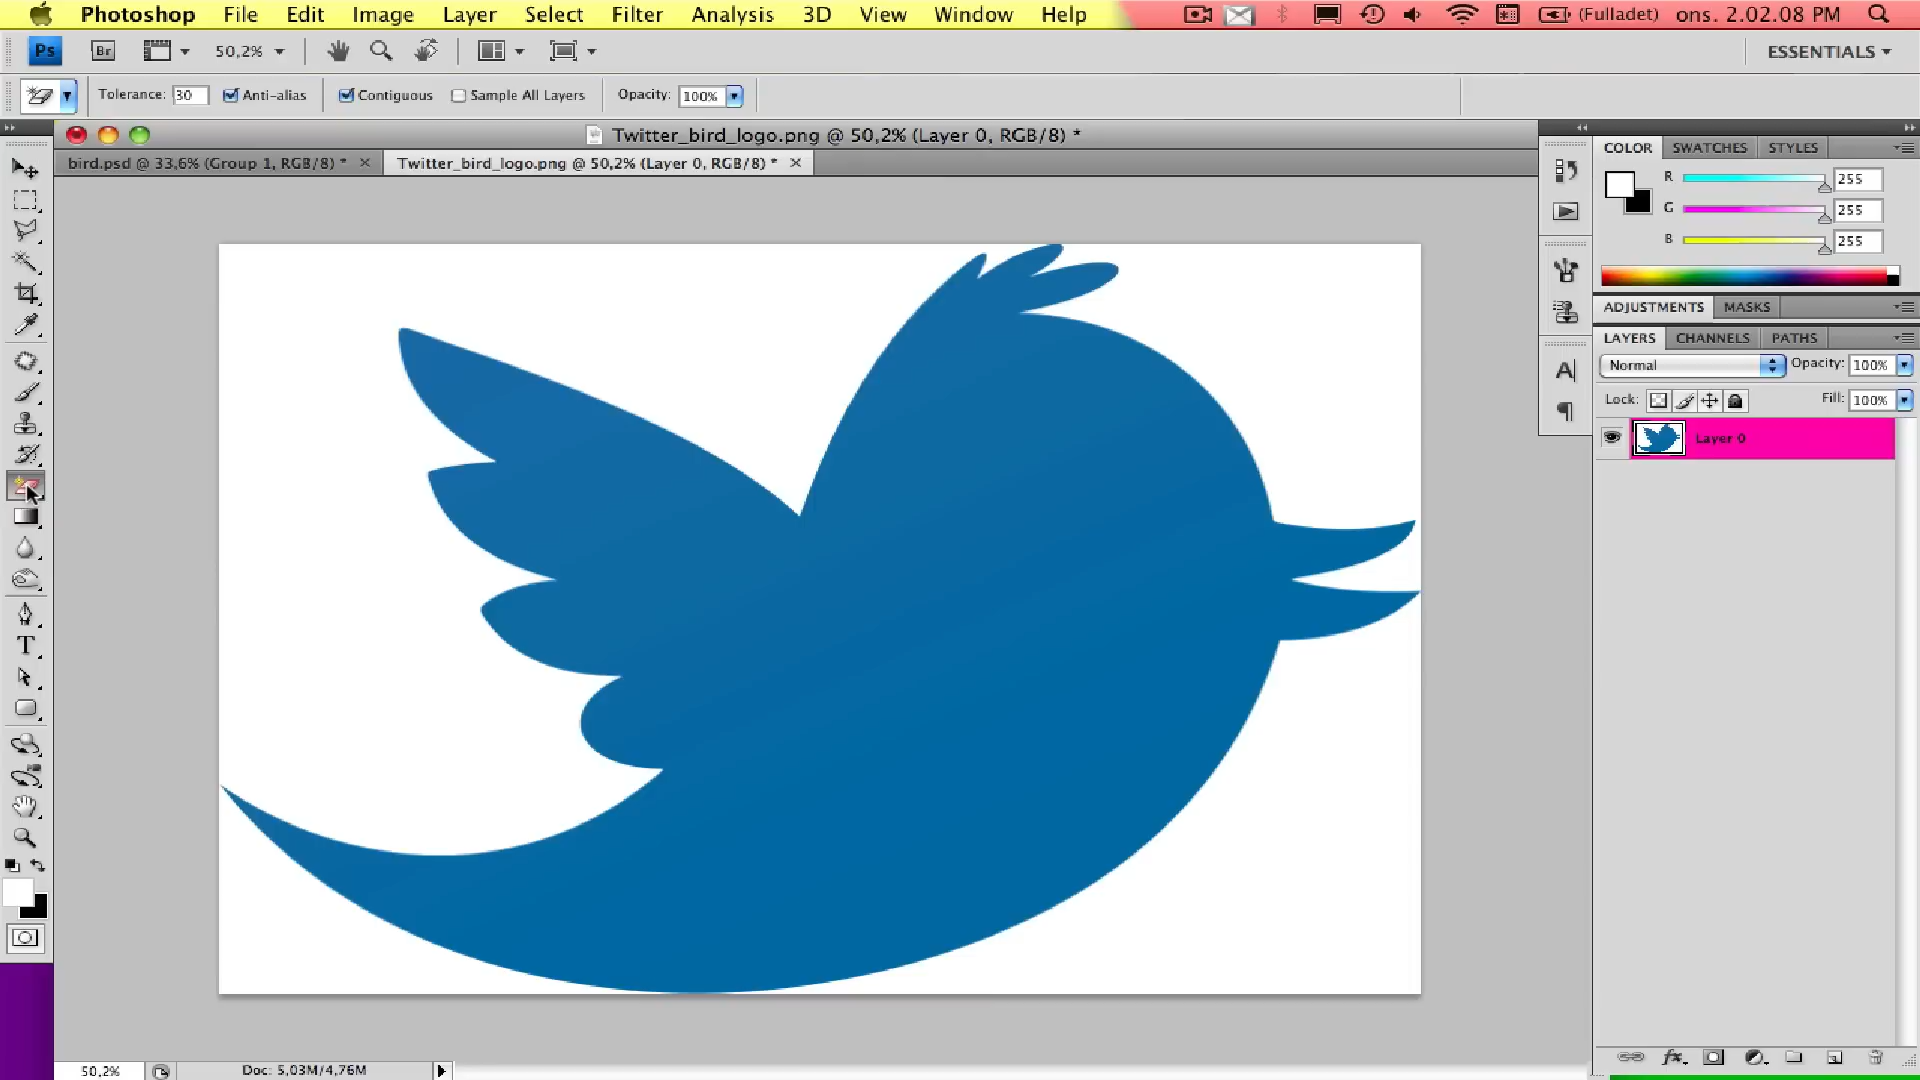 Photoshop File Edit Image Layer Select Filter Analysis 3D View Window Help (Fulladet) ons. 2.02.08 PM
Ps Br 50,2% ESSENTIALS
Tolerance: 30 Anti-alias Contiguous Sample All Layers Opacity: 100%
Twitter_bird_logo.png @ 50,2% (Layer 0, RGB/8) *
bird.psd @ 33,6% (Group 1, RGB/8) * Twitter_bird_logo.png @ 50,2% (Layer 0, RGB/8) *
COLOR SWATCHES STYLES
R 255
G 210
B 241
ADJUSTMENTS MASKS
LAYERS CHANNELS PATHS
Normal Opacity: 100%
Lock: Fill: 100%
Layer 0
50,2% Doc: 5,03M/4,76M